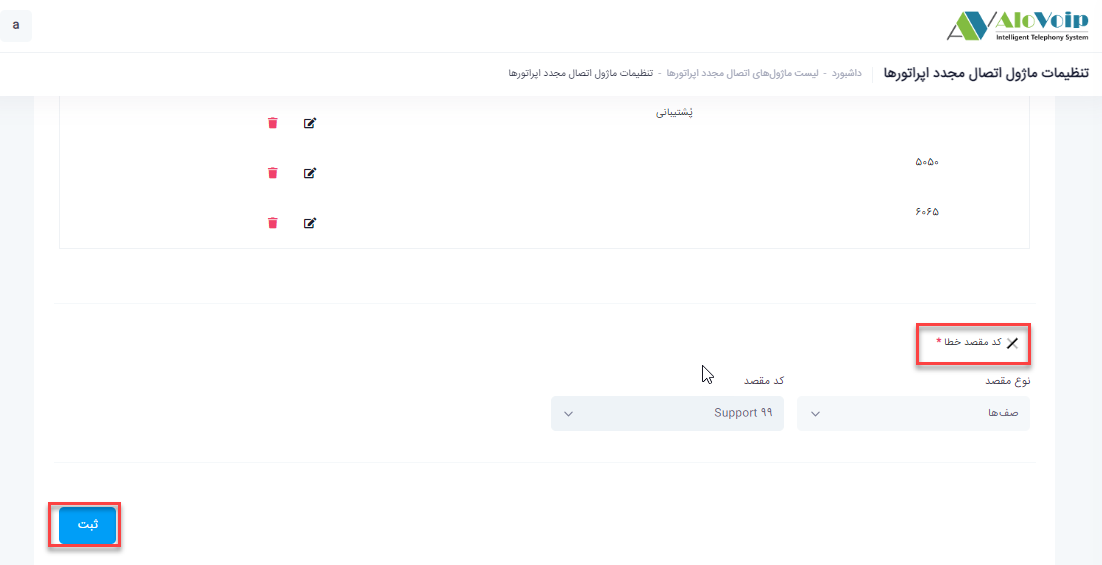 AloVoip
Intelligent Telephony System
a
تنظیمات ماژول اتصال مجدد اپراتورها
داشبورد - لیست ماژول‌های اتصال مجدد اپراتورها - تنظیمات ماژول اتصال مجدد اپراتورها
پشتیبانی
۵۰۵۰
۶۰۶۵
کد مقصد خطا *
نوع مقصد
کد مقصد
صف‌ها
Support ۹۹
ثبت